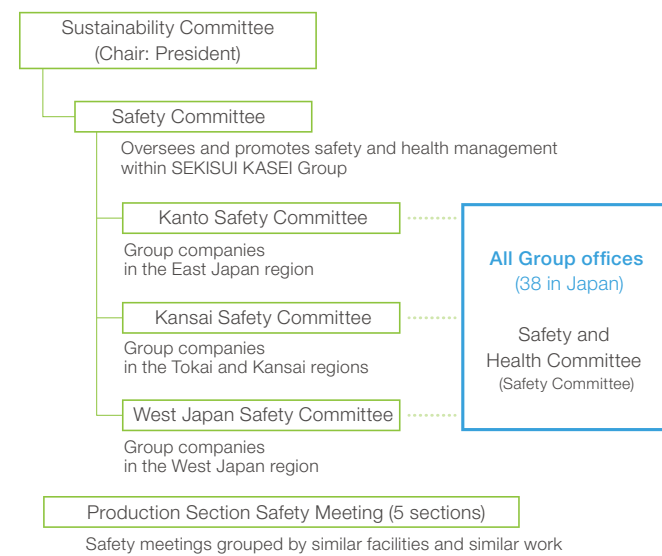 Sustainability Committee
(Chair: President)
Safety Committee
Oversees and promotes safety and health management
within SEKISUI KASEI Group
Kanto Safety Committee
Group companies
in the East Japan region
Kansai Safety Committee
Group companies
in the Tokai and Kansai regions
West Japan Safety Committee
Group companies
in the West Japan region
All Group offices
(38 in Japan)
Safety and
Health Committee
(Safety Committee)
Production Section Safety Meeting (5 sections)
Safety meetings grouped by similar facilities and similar work